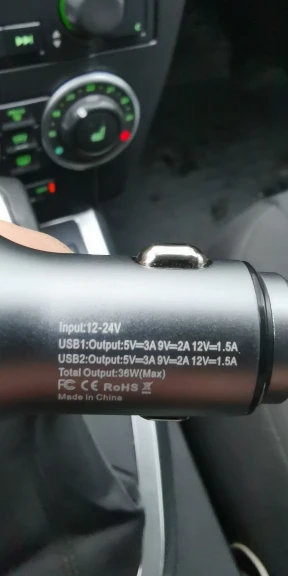 Input:12-24V
USB1:Output:5V⎓3A 9V⎓2A 12V⎓1.5A
USB2:Output:5V⎓3A 9V⎓2A 12V⎓1.5A
Total Output:36W(Max)
FC CE RoHS
Made in China